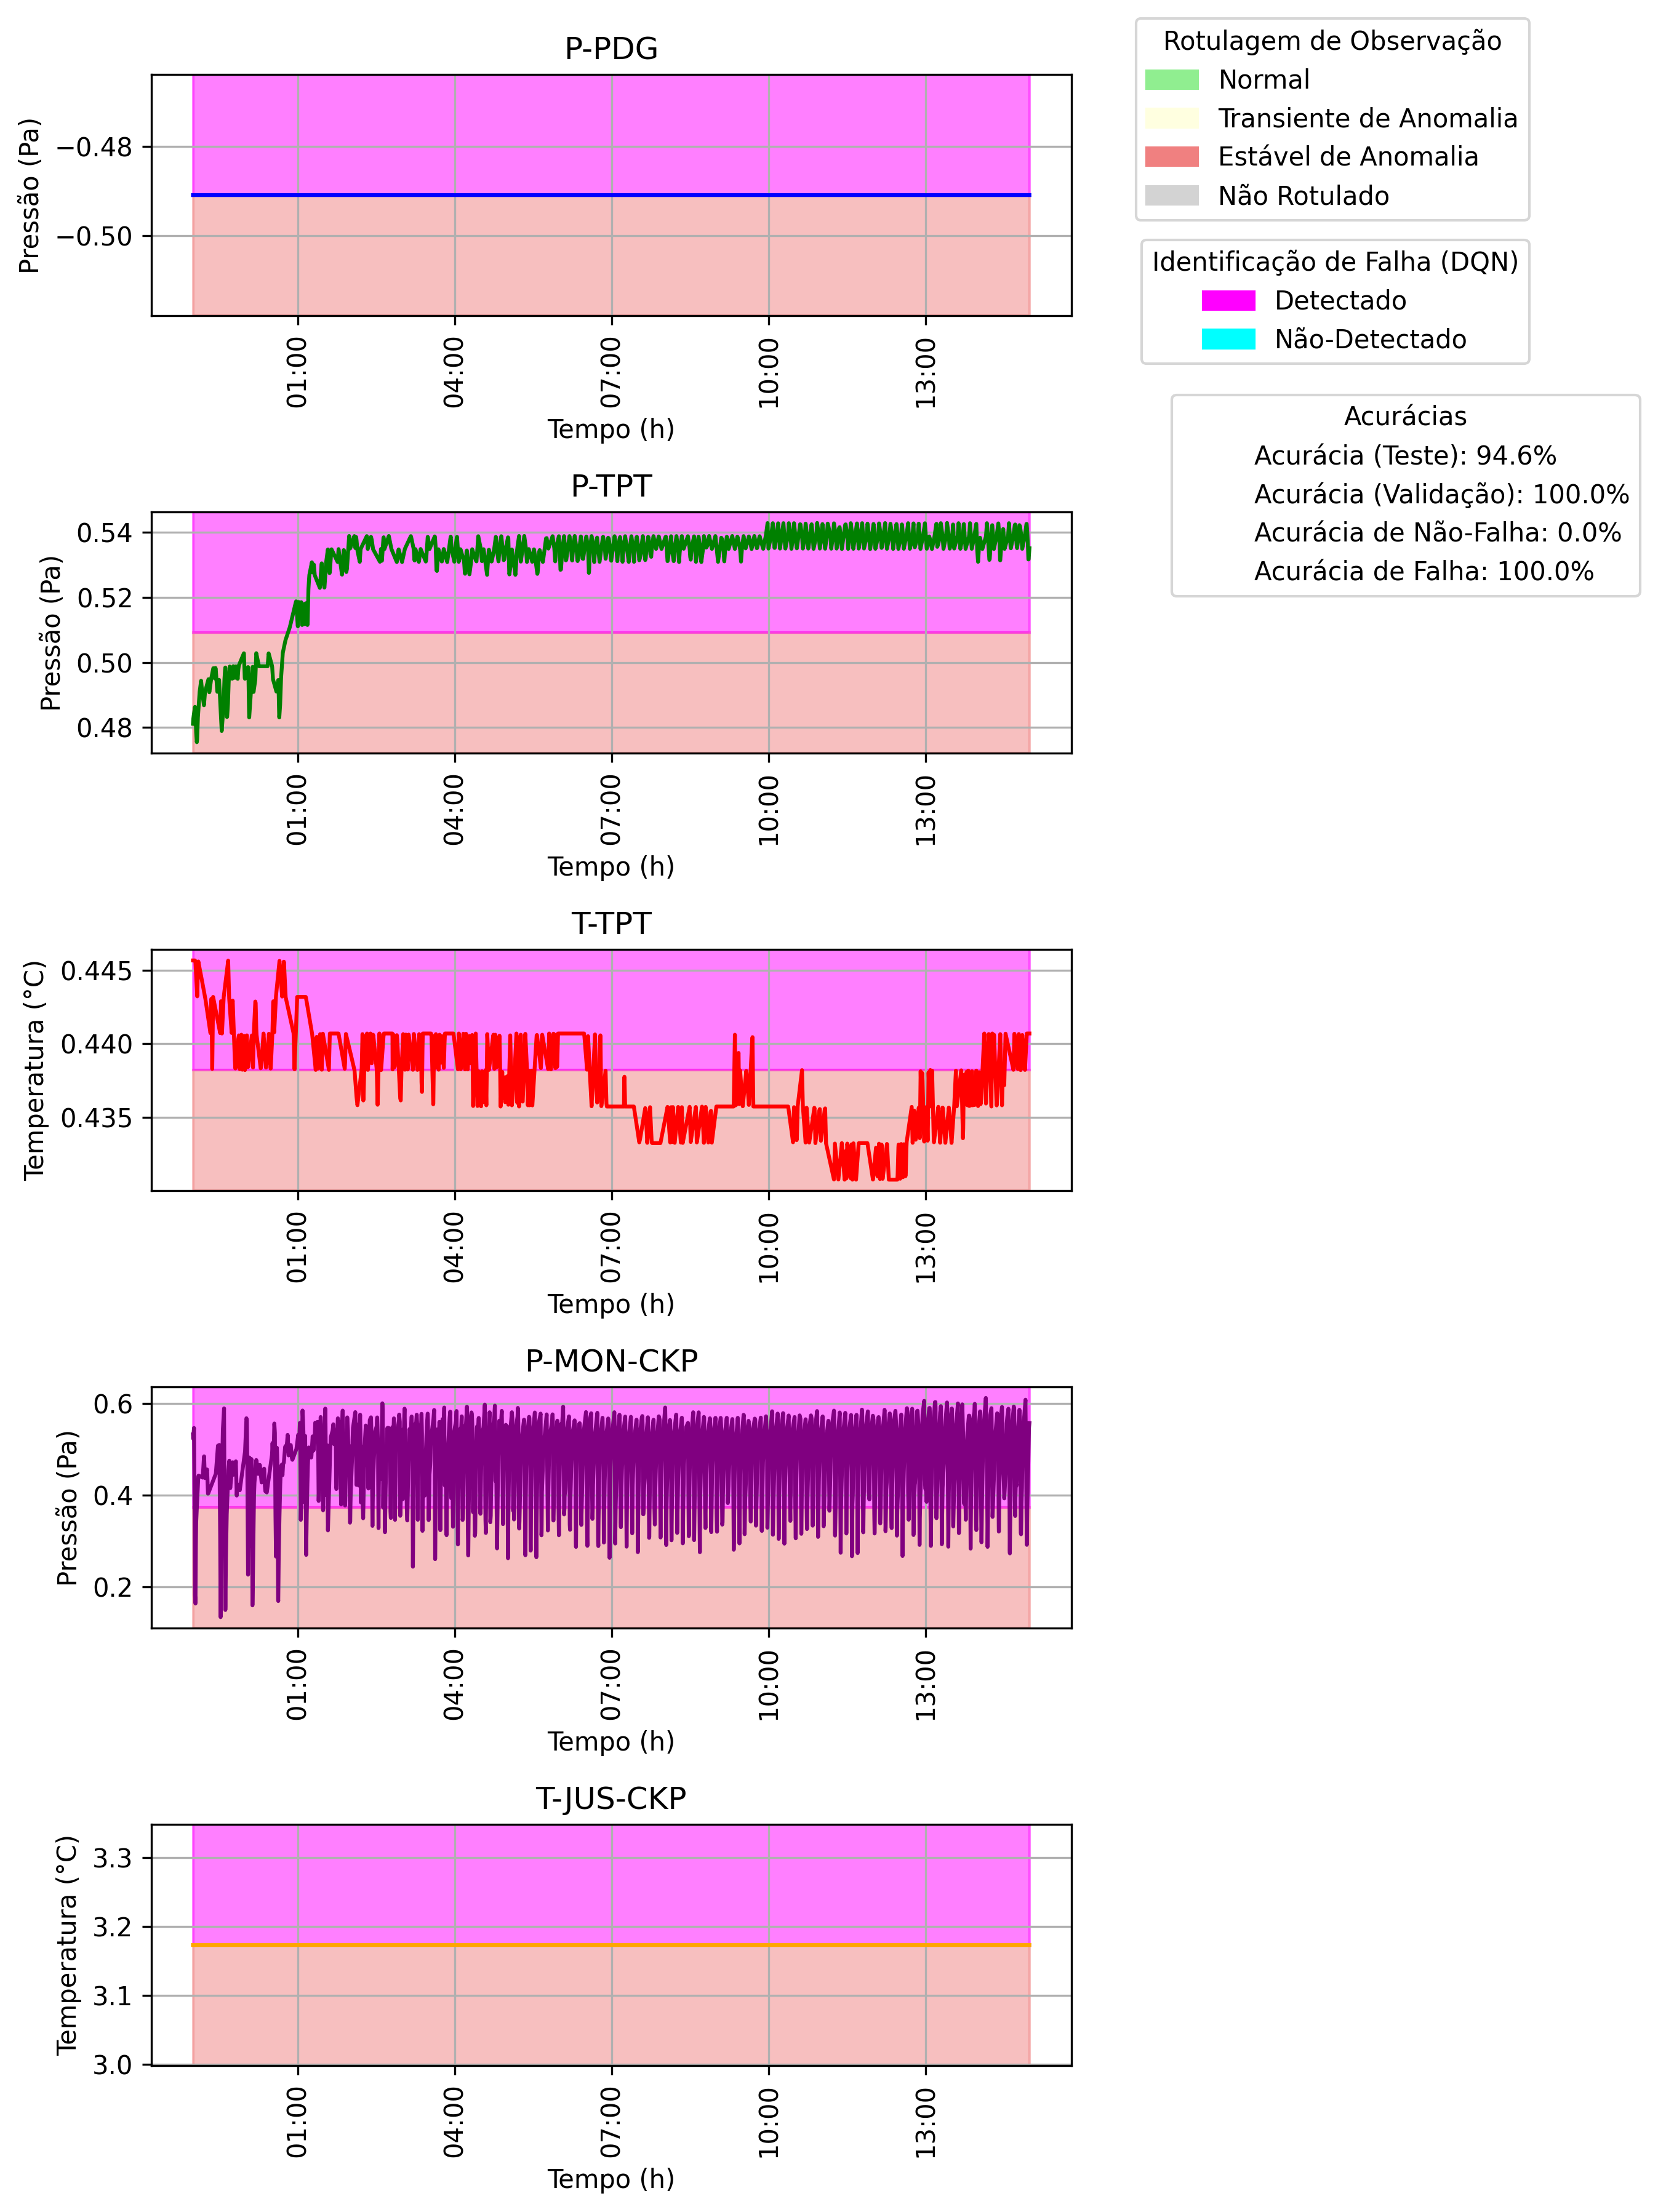 P-PDG
Pressão (Pa)
−0.48
−0.50
01:00
04:00
07:00
10:00
13:00
Tempo (h)
Rotulagem de Observação
Normal
Transiente de Anomalia
Estável de Anomalia
Não Rotulado
Identificação de Falha (DQN)
Detectado
Não-Detectado
Acurácias
Acurácia (Teste): 94.6%
Acurácia (Validação): 100.0%
Acurácia de Não-Falha: 0.0%
Acurácia de Falha: 100.0%
P-TPT
Pressão (Pa)
0.54
0.52
0.50
0.48
01:00
04:00
07:00
10:00
13:00
Tempo (h)
T-TPT
Temperatura (°C)
0.445
0.440
0.435
01:00
04:00
07:00
10:00
13:00
Tempo (h)
P-MON-CKP
Pressão (Pa)
0.6
0.4
0.2
01:00
04:00
07:00
10:00
13:00
Tempo (h)
T-JUS-CKP
Temperatura (°C)
3.3
3.2
3.1
3.0
01:00
04:00
07:00
10:00
13:00
Tempo (h)